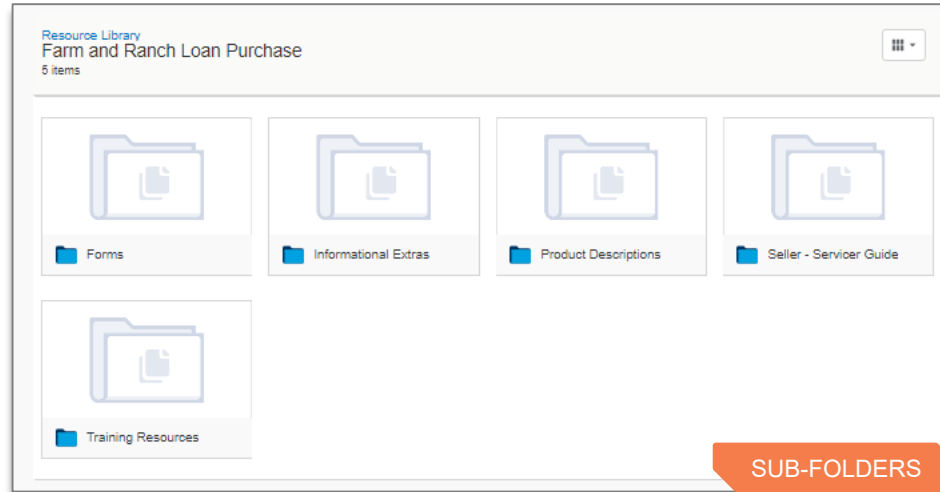 Resource Library
Farm and Ranch Loan Purchase
5 items
Forms
Informational Extras
Product Descriptions
Seller - Servicer Guide
Training Resources
SUB-FOLDERS